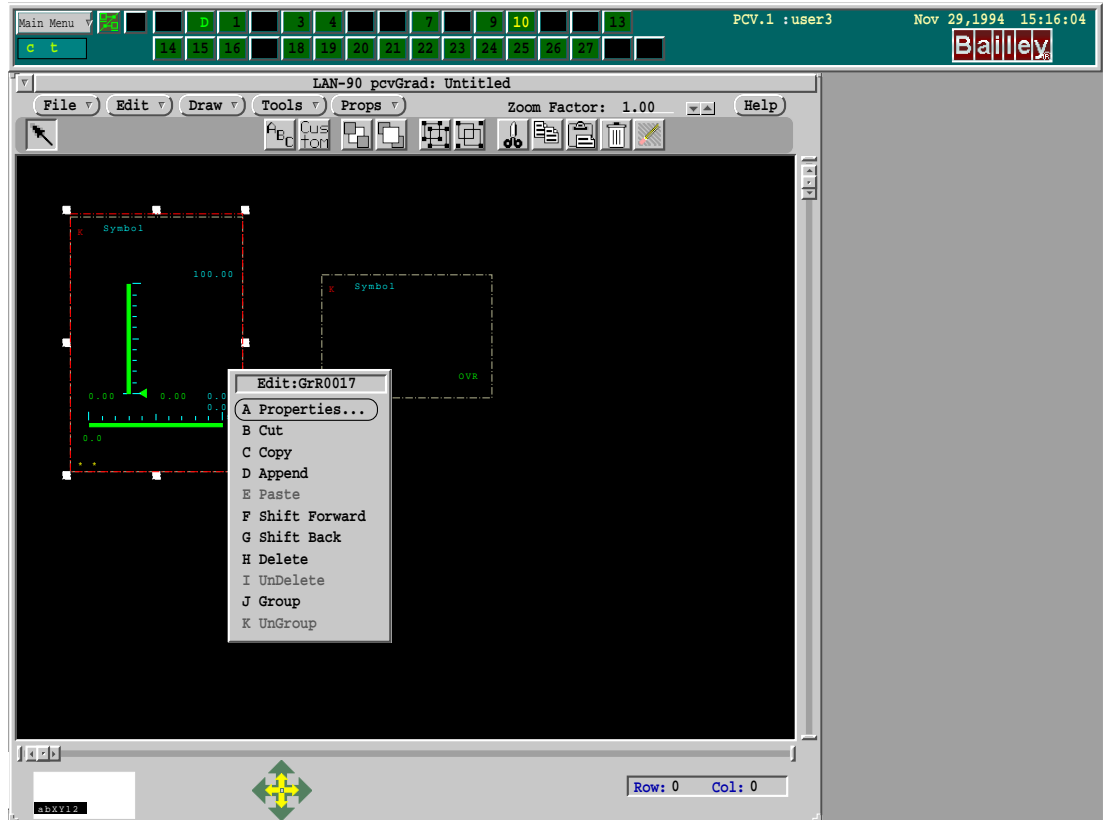 Main Menu D 1 3 4 7 9 10 13 PCV.1 :user3 Nov 29,1994 15:16:04
c t 14 15 16 18 19 20 21 22 23 24 25 26 27 Bailey®
LAN-90 pcvGrad: Untitled
File Edit Draw Tools Props Zoom Factor: 1.00 Help
ABC Custom
K Symbol
100.00
K Symbol
OVR
0.00 0.00 0.0
0.0
0.0
* *
Edit:GrR0017
A Properties...
B Cut
C Copy
D Append
E Paste
F Shift Forward
G Shift Back
H Delete
I UnDelete
J Group
K UnGroup
Row: 0 Col: 0
abXY12